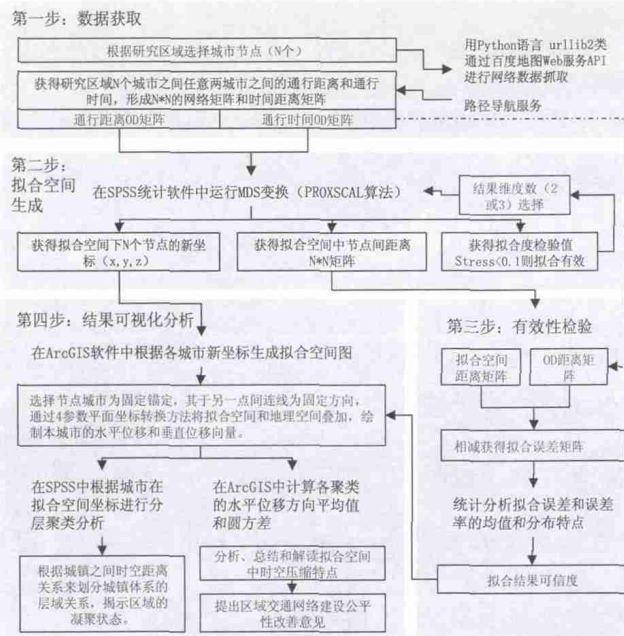 第一步：数据获取
根据研究区域选择城市节点（N个）
用Python语言 urllib2类
通过百度地图Web服务API
进行网络数据抓取
获得研究区域N个城市之间任意两城市之间的通行距离和通行
时间，形成N*N的网络矩阵和时间距离矩阵
路径导航服务
通行距离OD矩阵
通行时间OD矩阵
第二步：
拟合空间
生成
在SPSS统计软件中运行MDS变换（PROXSCAL算法）
结果维度数（2
或3）选择
获得拟合空间下N个节点的新坐
标（x,y,z）
获得拟合空间中节点间距离
N*N矩阵
获得拟合度检验值
Stress<0.1则拟合有效
第四步：结果可视化分析
在ArcGIS软件中根据各城市新坐标生成拟合空间图
选择节点城市为固定锚定，其于另一点间连线为固定方向，
通过4参数平面坐标转换方法将拟合空间和地理空间叠加，绘
制本城市的水平位移和垂直位移向量。
在SPSS中根据城市在
拟合空间坐标进行分
层聚类分析
在ArcGIS中计算各聚类
的水平位移方向平均值
和圆方差
根据城镇之间时空距离
关系来划分城镇体系的
层域关系，揭示区域的
凝聚状态。
分析、总结和解读拟合空间
中时空压缩特点
提出区域交通网络建设公平
性改善意见
第三步：有效性检验
拟合空间
距离矩阵
OD距离矩
阵
相减获得拟合误差矩阵
统计分析拟合误差和误差
率的均值和分布特点
拟合结果可信度